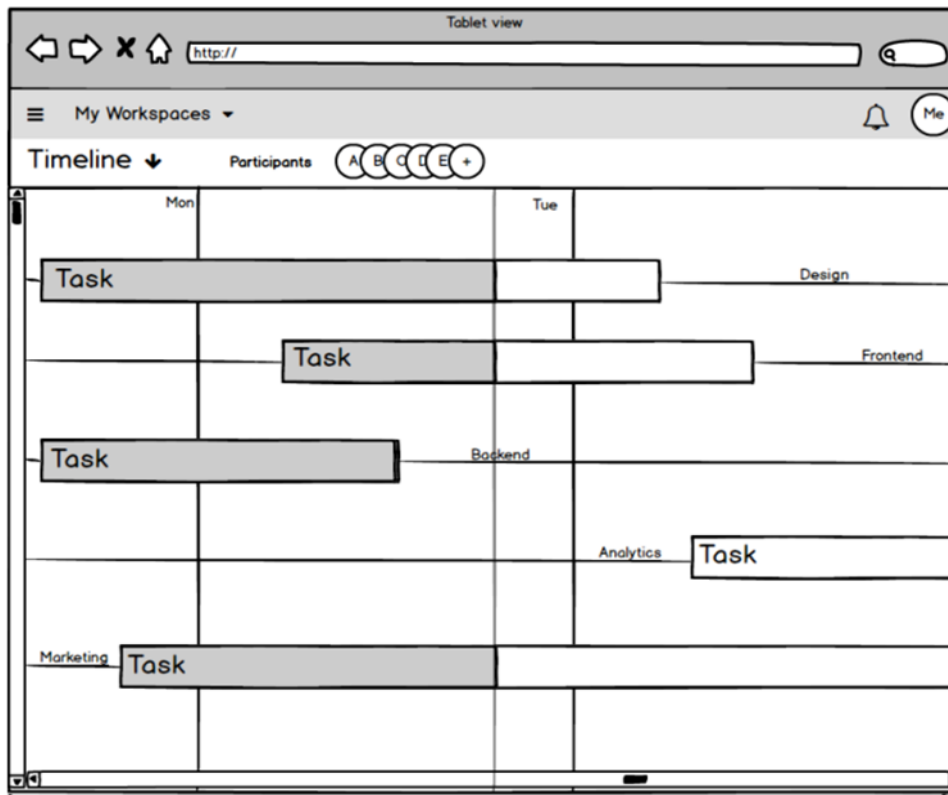 Tablet view
http://
My Workspaces
Me
Timeline
Participants
A B C D E +
Mon
Tue
Task
Design
Task
Frontend
Task
Backend
Analytics
Task
Marketing
Task